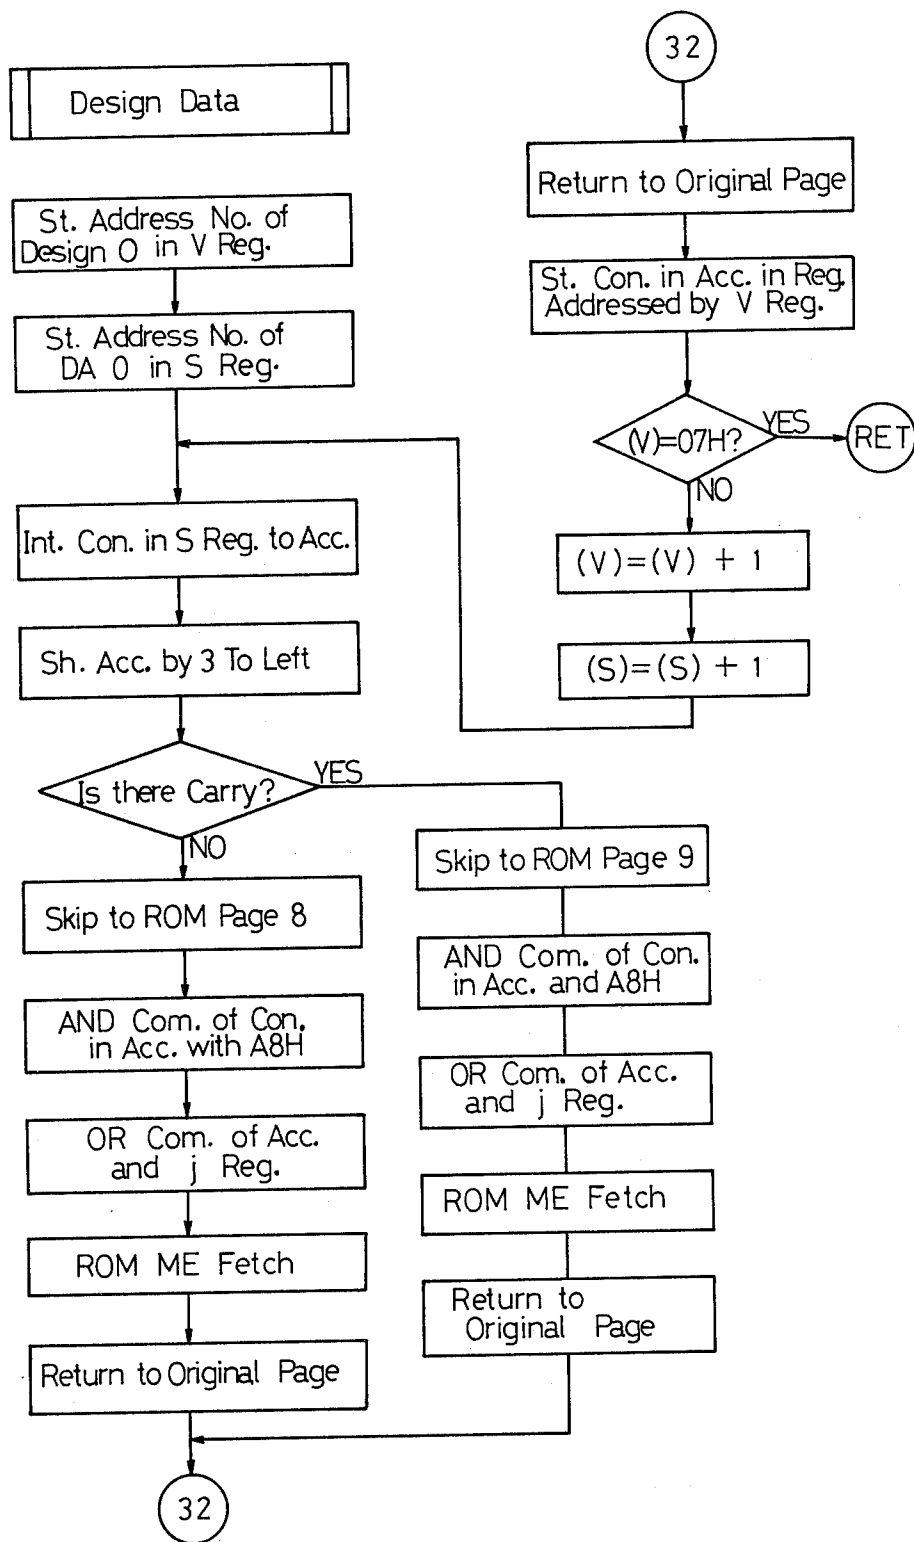 Design Data
St. Address No. of
Design 0 in V Reg.
St. Address No. of
DA 0 in S Reg.
Int. Con. in S Reg. to Acc.
Sh. Acc. by 3 To Left
Is there Carry?
YES
NO
Skip to ROM Page 8
AND Com. of Con.
in Acc. with A8H
OR Com. of Acc.
and j Reg.
ROM ME Fetch
Return to Original Page
32
Skip to ROM Page 9
AND Com. of Con.
in Acc. and A8H
OR Com. of Acc.
and j Reg.
ROM ME Fetch
Return to
Original Page
32
Return to Original Page
St. Con. in Acc. in Reg.
Addressed by V Reg.
(V)=07H?
YES
RET
NO
(V)=(V) + 1
(S)=(S) + 1